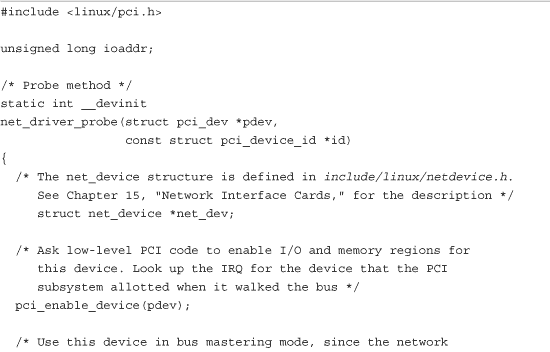 #include <linux/pci.h>
unsigned long ioaddr;
/* Probe method */
static int __devinit
net_driver_probe(struct pci_dev *pdev,
const struct pci_device_id *id)
{
/* The net_device structure is defined in include/linux/netdevice.h.
See Chapter 15, "Network Interface Cards," for the description */
struct net_device *net_dev;
/* Ask low-level PCI code to enable I/O and memory regions for
this device. Look up the IRQ for the device that the PCI
subsystem allotted when it walked the bus */
pci_enable_device(pdev);
/* Use this device in bus mastering mode, since the network